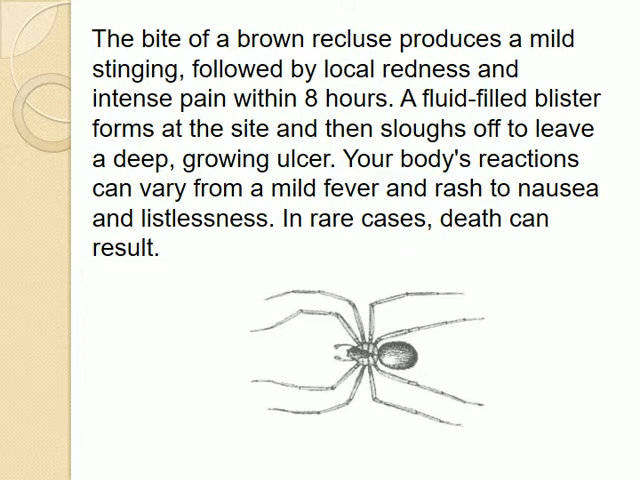 The bite of a brown recluse produces a mild
stinging, followed by local redness and
intense pain within 8 hours. A fluid-filled blister
forms at the site and then sloughs off to leave
a deep, growing ulcer. Your body's reactions
can vary from a mild fever and rash to nausea
and listlessness. In rare cases, death can
result.